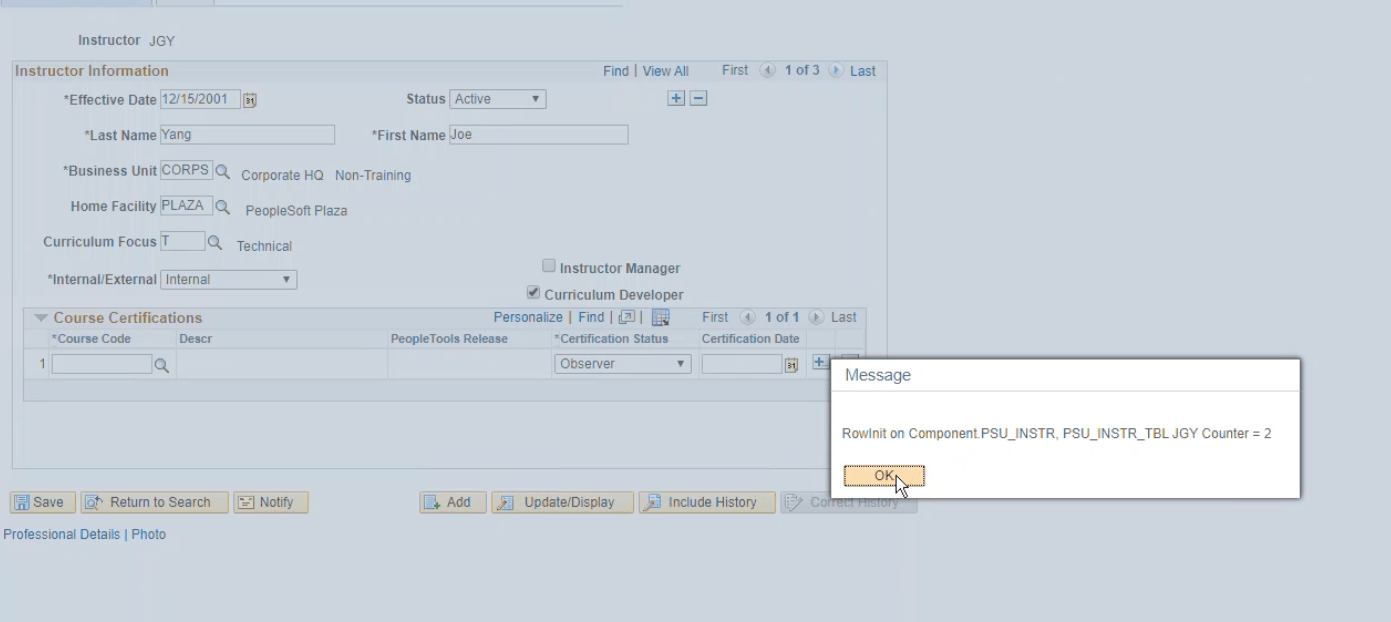 Instructor JGY
Instructor Information Find | View All First 1 of 3 Last
*Effective Date 12/15/2001 31 Status Active
*Last Name Yang *First Name Joe
*Business Unit CORPS Corporate HQ Non-Training
Home Facility PLAZA PeopleSoft Plaza
Curriculum Focus T Technical
*Internal/External Internal Instructor Manager
Curriculum Developer
Course Certifications Personalize | Find | First 1 of 1 Last
*Course Code Descr PeopleTools Release *Certification Status Certification Date
1 Observer 31
Message
RowInit on Component.PSU_INSTR, PSU_INSTR_TBL JGY Counter = 2
OK
Save Return to Search Notify Add Update/Display Include History Correct History
Professional Details | Photo